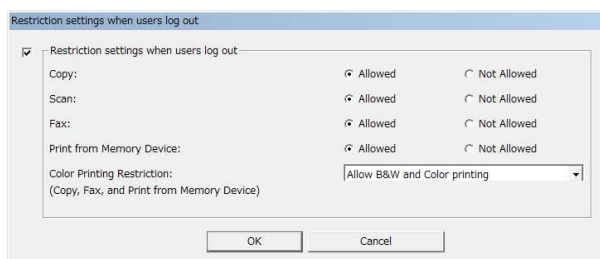 Restriction settings when users log out
Restriction settings when users log out
Copy: Allowed Not Allowed
Scan: Allowed Not Allowed
Fax: Allowed Not Allowed
Print from Memory Device: Allowed Not Allowed
Color Printing Restriction: Allow B&W and Color printing
(Copy, Fax, and Print from Memory Device)
OK Cancel